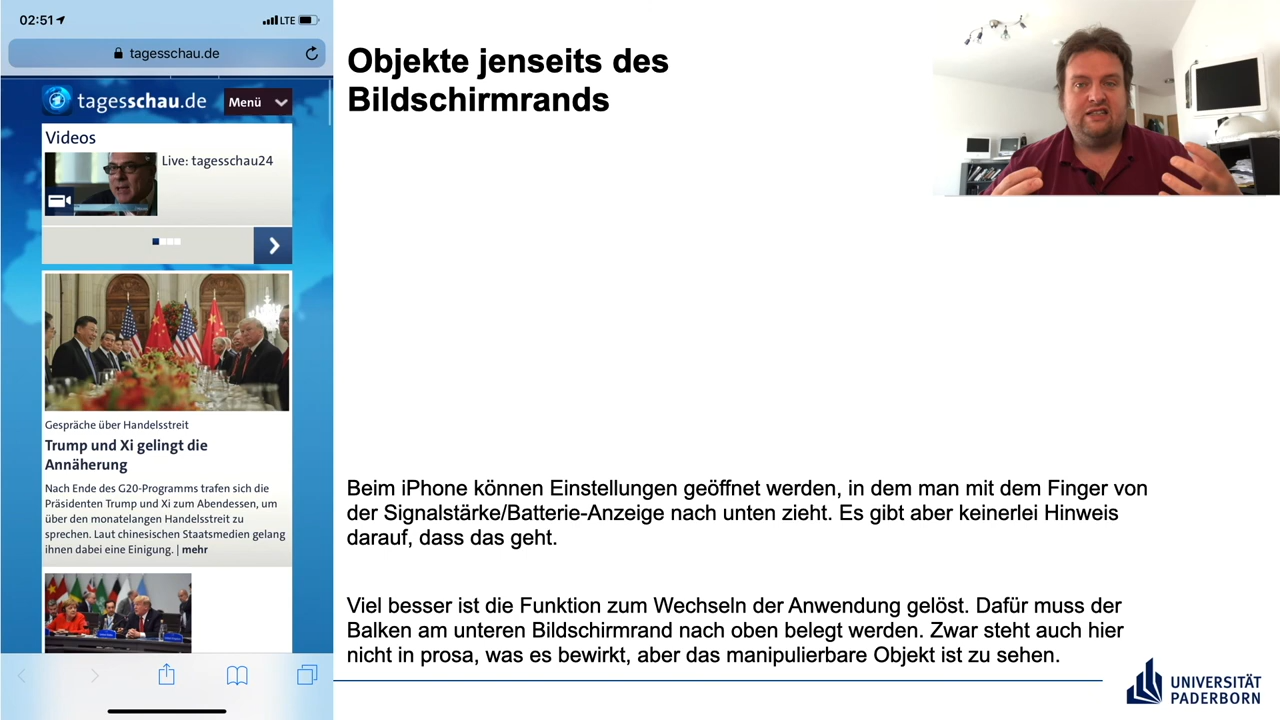 02:51
LTE
tagesschau.de
tagesschau.de
Menü
Videos
Live: tagesschau24
Gespräche über Handelsstreit
Trump und Xi gelingt die
Annäherung
Nach Ende des G20-Programms trafen sich die
Präsidenten Trump und Xi zum Abendessen, um
über den monatelangen Handelsstreit zu
sprechen. Laut chinesischen Staatsmedien gelang
ihnen dabei eine Einigung. | mehr
Objekte jenseits des
Bildschirmrands
Beim iPhone können Einstellungen geöffnet werden, in dem man mit dem Finger von
der Signalstärke/Batterie-Anzeige nach unten zieht. Es gibt aber keinerlei Hinweis
darauf, dass das geht.
Viel besser ist die Funktion zum Wechseln der Anwendung gelöst. Dafür muss der
Balken am unteren Bildschirmrand nach oben belegt werden. Zwar steht auch hier
nicht in prosa, was es bewirkt, aber das manipulierbare Objekt ist zu sehen.
UNIVERSITÄT
PADERBORN